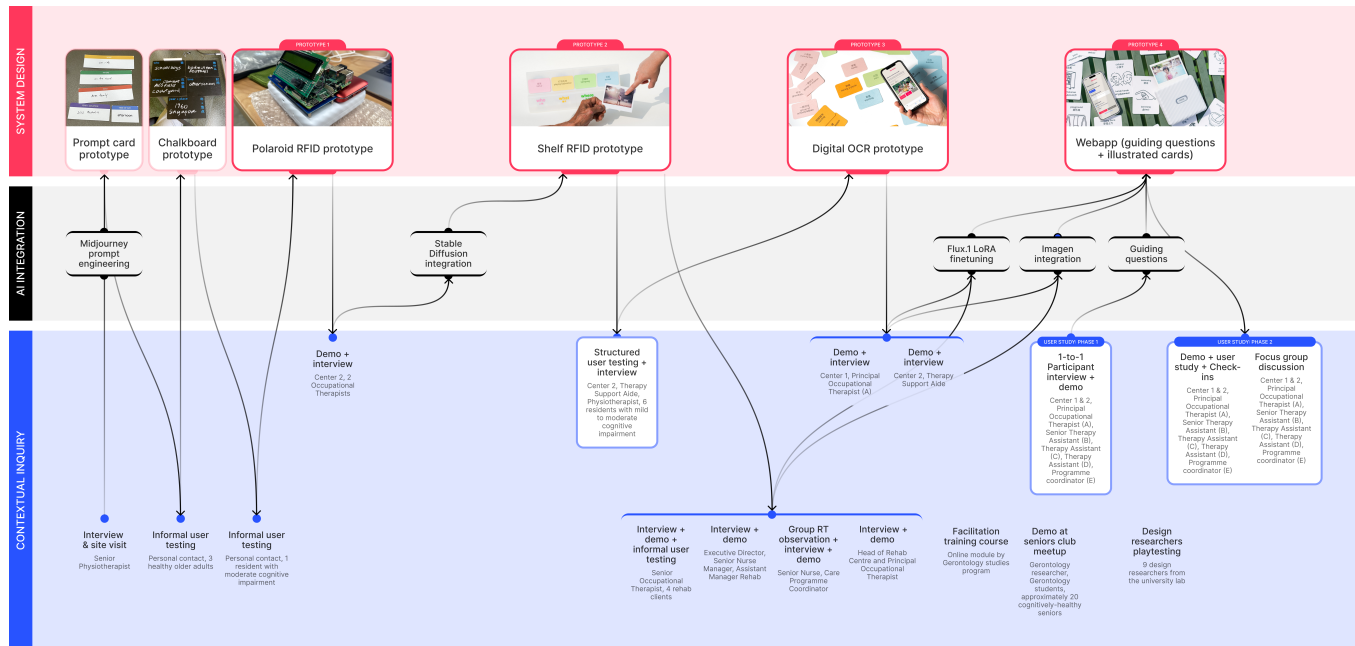 SYSTEM DESIGN
PROTOTYPE 1
PROTOTYPE 2
PROTOTYPE 3
PROTOTYPE 4
Prompt card
prototype
Chalkboard
prototype
Polaroid RFID prototype
Shelf RFID prototype
Digital OCR prototype
Webapp (guiding questions
+ illustrated cards)
AI INTEGRATION
Midjourney
prompt
engineering
Stable
Diffusion
integration
Flux.1 LoRA
finetuning
Imagen
integration
Guiding
questions
CONTEXTUAL INQUIRY
Demo +
interview
Center 2, 2
Occupational
Therapists
Structured
user testing +
interview
Center 2, Therapy
Support Aide,
Physiotherapist, 6
residents with mild
to moderate
cognitive
impairment
Demo +
interview
Center 1, Principal
Occupational
Therapist (A)
Demo +
interview
Center 2, Therapy
Support Aide
USER STUDY: PHASE 1
1-to-1
Participant
interview +
demo
Center 1 & 2,
Principal
Occupational
Therapist (A),
Senior Therapy
Assistant (B),
Therapy Assistant
(C), Therapy
Assistant (D),
Programme
coordinator (E)
USER STUDY: PHASE 2
Demo + user
study + Check-
ins
Center 1 & 2,
Principal
Occupational
Therapist (A),
Senior Therapy
Assistant (B),
Therapy Assistant
(C), Therapy
Assistant (D),
Programme
coordinator (E)
Focus group
discussion
Center 1 & 2,
Principal
Occupational
Therapist (A),
Senior Therapy
Assistant (B),
Therapy Assistant
(C), Therapy
Assistant (D),
Programme
coordinator (E)
Interview
& site visit
Senior
Physiotherapist
Informal user
testing
Personal contact, 3
healthy older adults
Informal user
testing
Personal contact, 1
resident with
moderate cognitive
impairment
Interview +
demo +
informal user
testing
Senior
Occupational
Therapist, 4 rehab
clients
Interview +
demo
Executive Director,
Senior Nurse
Manager, Assistant
Manager Rehab
Group RT
observation +
interview +
demo
Senior Nurse, Care
Programme
Coordinator
Interview +
demo
Head of Rehab
Centre and Principal
Occupational
Therapist
Facilitation
training course
Online module by
Gerontology studies
program
Demo at
seniors club
meetup
Gerontology
researcher,
Gerontology
students,
approximately 20
cognitively-healthy
seniors
Design
researchers
playtesting
9 design
researchers from
the university lab